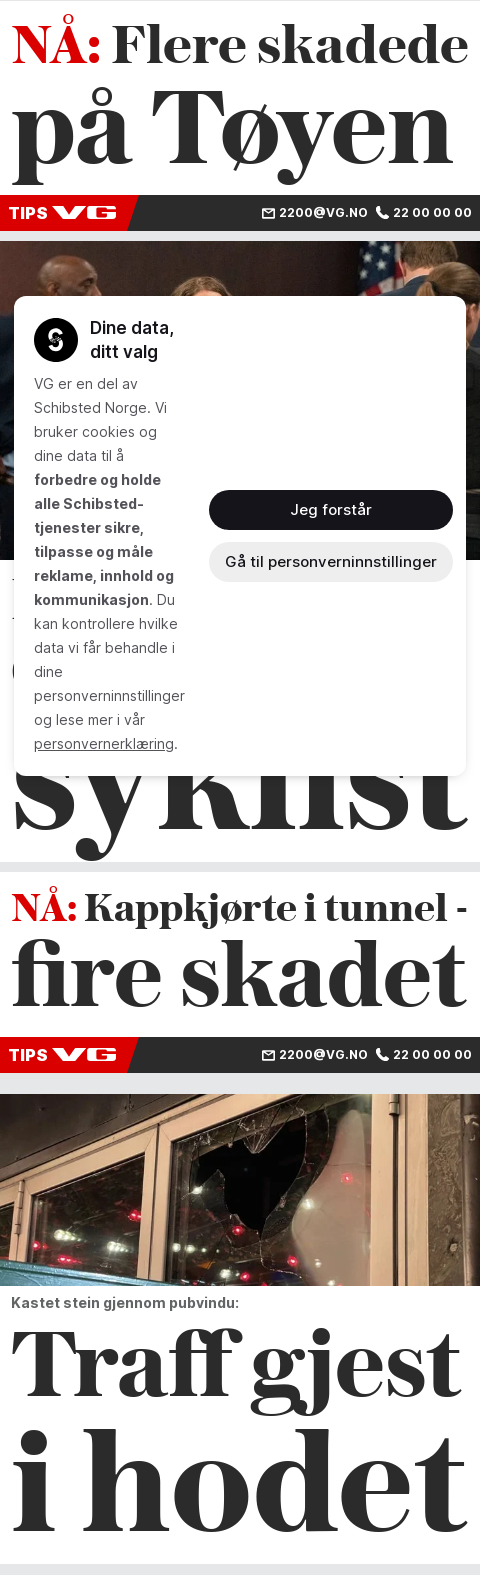 NÅ: Flere skadede
på Tøyen
TIPS VG 2200@VG.NO 22 00 00 00
Dine data,
ditt valg
VG er en del av
Schibsted Norge. Vi
bruker cookies og
dine data til å
forbedre og holde
alle Schibsted-
tjenester sikre,
tilpasse og måle
reklame, innhold og
kommunikasjon. Du
kan kontrollere hvilke
data vi får behandle i
dine
personverninnstillinger
og lese mer i vår
personvernerklæring.
Jeg forstår
Gå til personverninnstillinger
syklist
NÅ: Kappkjørte i tunnel -
fire skadet
TIPS VG 2200@VG.NO 22 00 00 00
Kastet stein gjennom pubvindu:
Traff gjest
i hodet